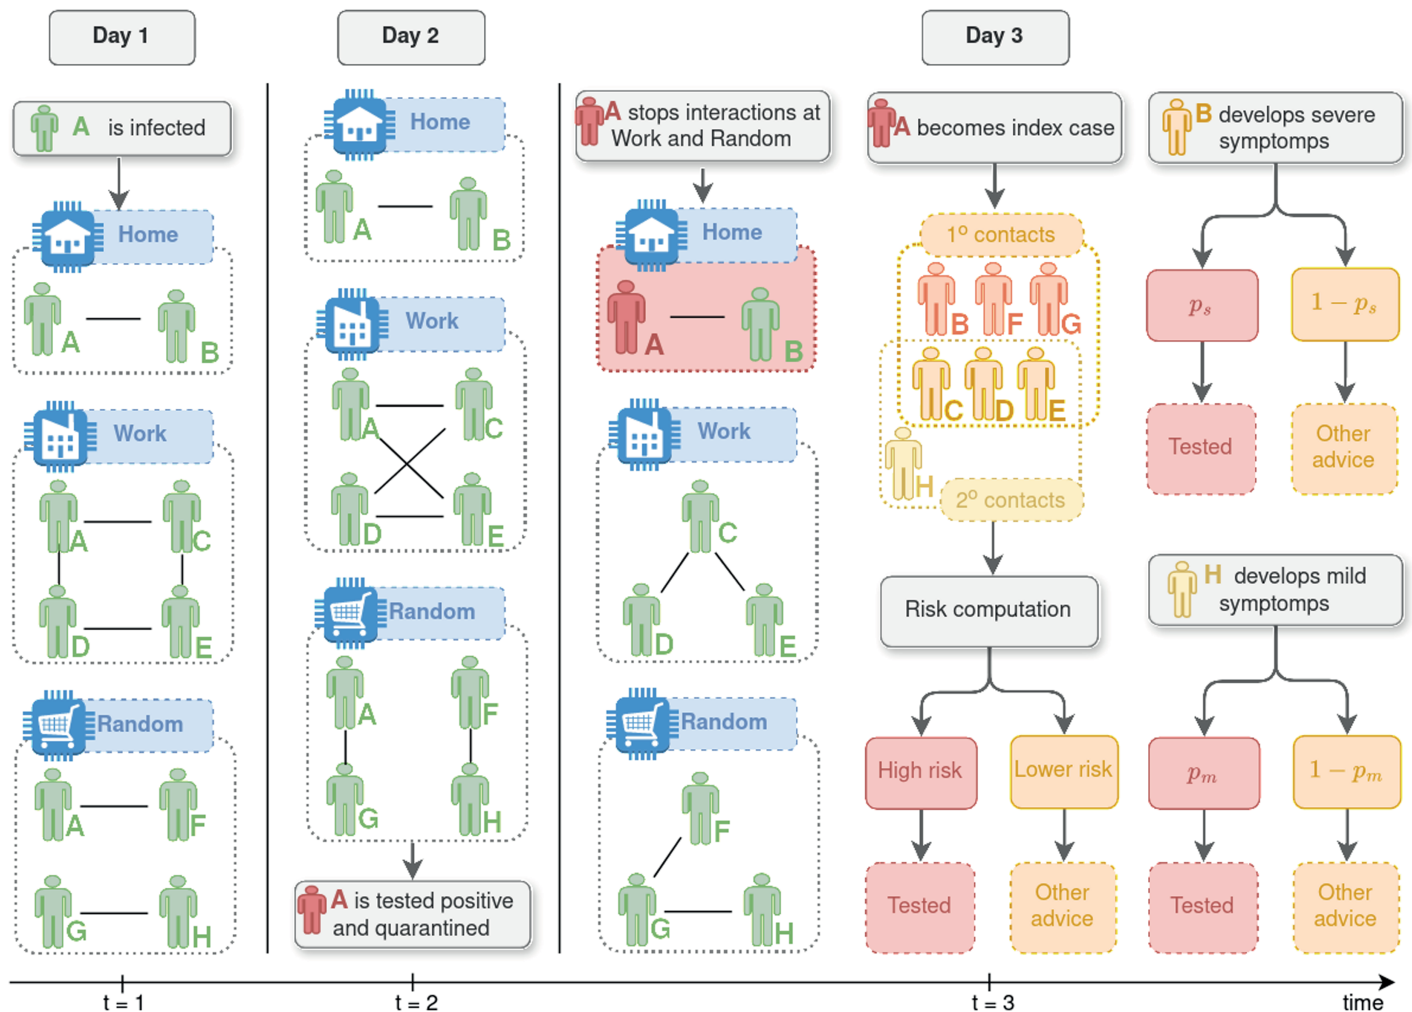 Day 1
A is infected
Home
A
B
Work
A
C
D
E
Random
A
F
G
H
Day 2
Home
A
B
Work
A
C
D
E
Random
A
F
G
H
A is tested positive
and quarantined
Day 3
A stops interactions at
Work and Random
Home
A
B
Work
C
D
E
Random
F
G
H
A becomes index case
1º contacts
B
F
G
C
D
E
H
2º contacts
Risk computation
High risk
Lower risk
Tested
Other
advice
B develops severe
symptomps
pₛ
1 − pₛ
Tested
Other
advice
H develops mild
symptomps
pₘ
1 − pₘ
Tested
Other
advice
t = 1
t = 2
t = 3
time